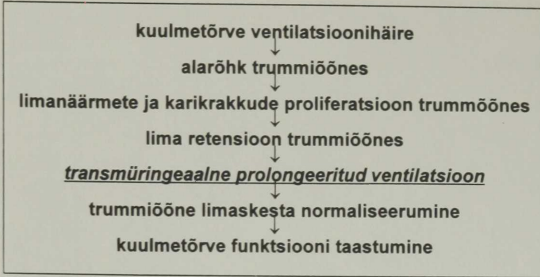 kuulmetõrve ventilatsioonihäire
alarõhk trummiõõnes
limanäärmete ja karikrakkude proliferatsioon trummõõnes
lima retensioon trummiõõnes
transmüringeaalne prolongeeritud ventilatsioon
trummiõõne limaskesta normaliseerumine
kuulmetõrve funktsiooni taastumine